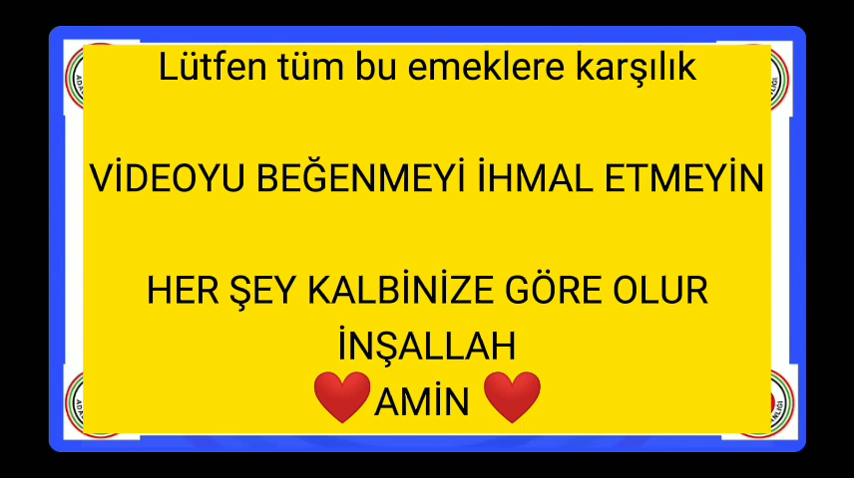 Lütfen tüm bu emeklere karşılık
VİDEOYU BEĞENMEYİ İHMAL ETMEYİN
HER ŞEY KALBİNİZE GÖRE OLUR
İNŞALLAH
❤️AMİN ❤️